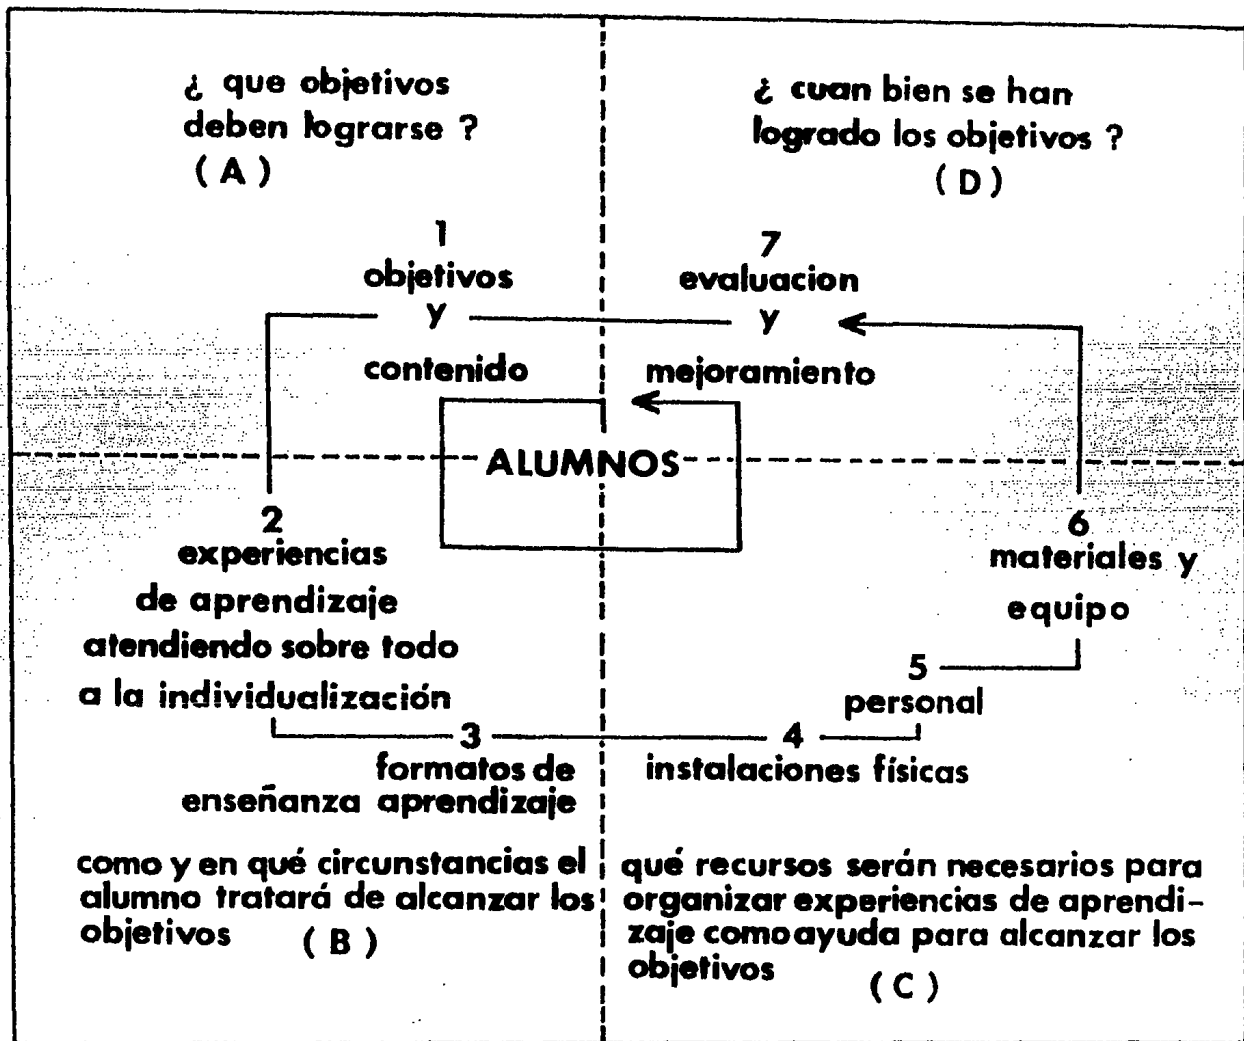 ¿ que objetivos
deben lograrse ?
( A )
¿ cuan bien se han
logrado los objetivos ?
( D )
1
objetivos
y
contenido
7
evaluacion
y
mejoramiento
ALUMNOS
2
experiencias
de aprendizaje
atendiendo sobre todo
a la individualización
6
materiales y
equipo
5
personal
3
formatos de
enseñanza aprendizaje
4
instalaciones físicas
como y en qué circunstancias el
alumno tratará de alcanzar los
objetivos ( B )
qué recursos serán necesarios para
organizar experiencias de aprendi-
zaje como ayuda para alcanzar los
objetivos
( C )